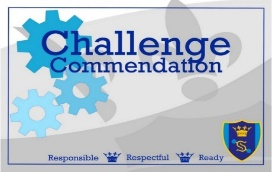 Challenge
Commendation
Responsible Respectful Ready